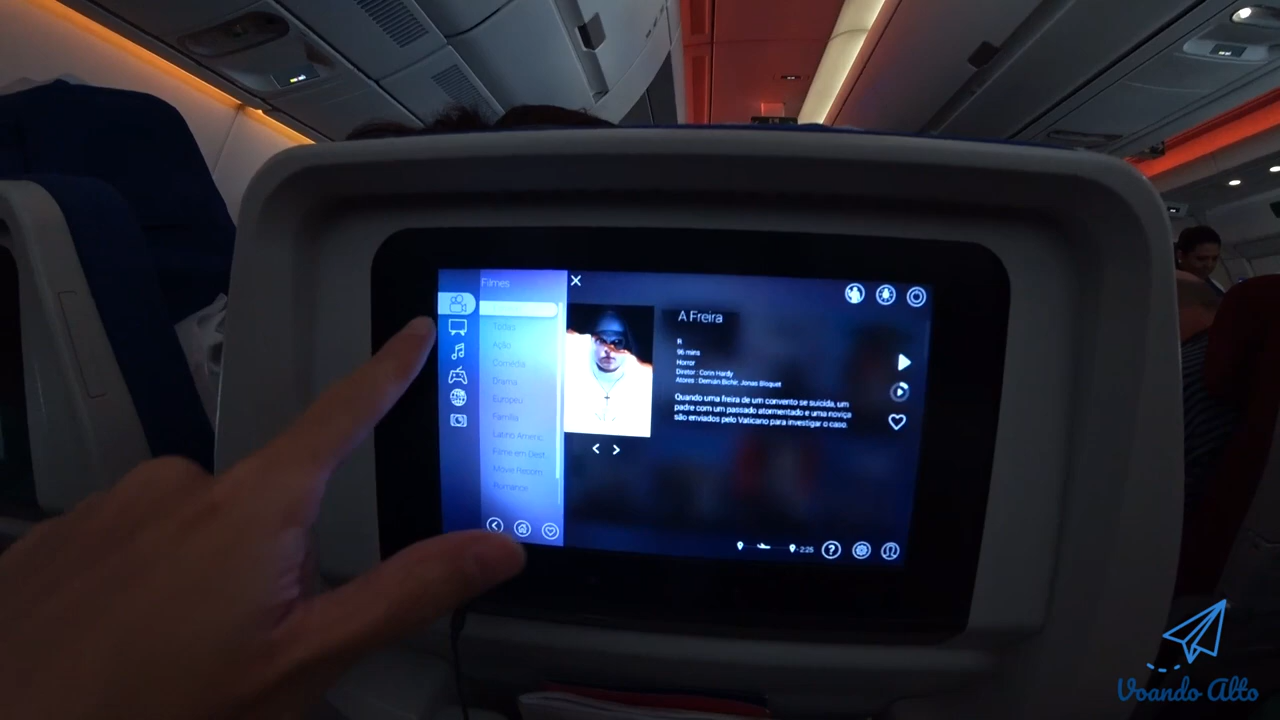 Filmes
Todas
Ação
Comédia
Drama
Europeu
Família
Latino Americ...
Filme em Dest...
Movie Recom...
Romance
A Freira
R
96 mins
Horror
Diretor : Corin Hardy
Atores : Demián Bichir, Jonas Bloquet
Quando uma freira de um convento se suicida, um
padre com um passado atormentado e uma noviça
são enviados pelo Vaticano para investigar o caso.
2:25
?
Voando Alto